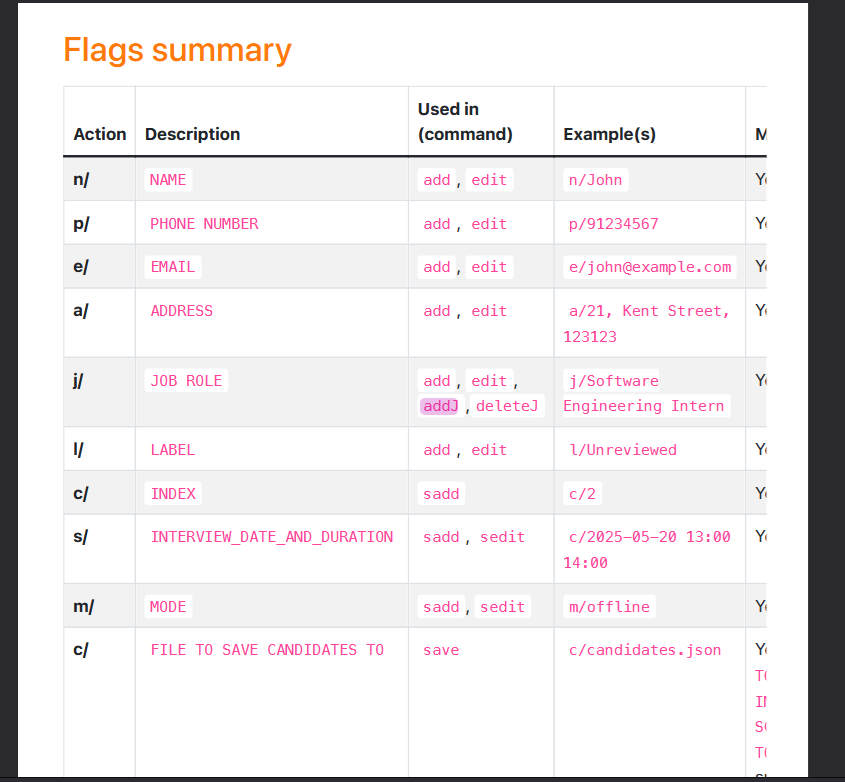 Flags summary
Used in
Action Description (command) Example(s) M
n/ NAME add , edit n/John
p/ PHONE NUMBER add , edit p/91234567
e/ EMAIL add , edit e/john@example.com
a/ ADDRESS add , edit a/21, Kent Street,
123123
j/ JOB ROLE add , edit , j/Software
addJ ,deleteJ Engineering Intern
l/ LABEL add , edit l/Unreviewed
c/ INDEX sadd c/2
s/ INTERVIEW_DATE_AND_DURATION sadd , sedit c/2025-05-20 13:00
14:00
m/ MODE sadd , sedit m/offline
c/ FILE TO SAVE CANDIDATES TO save c/candidates.json